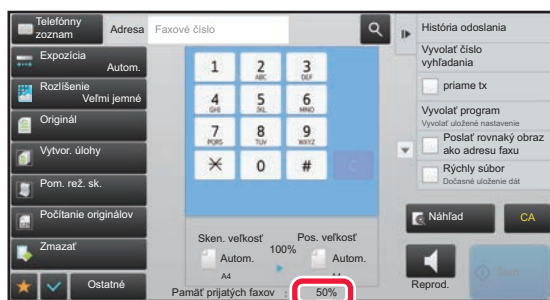 Telefónny
zoznam
Adresa
Faxové číslo
Expozícia
Autom.
Rozlíšenie
Veľmi jemné
Originál
Vytvor. úlohy
Pom. rež. sk.
Počítanie originálov
Zmazať
Ostatné
1
2
ABC
3
DEF
4
GHI
5
JKL
6
MNO
7
PQRS
8
TUV
9
WXYZ
0
#
C
Sken. veľkosť
100%
Pos. veľkosť
Autom.
A4
Autom.
A4
Pamäť prijatých faxov : 50%
História odoslania
Vyvolať číslo
vyhľadania
priame tx
Vyvolať program
Vyvolať uložené nastavenie
Poslať rovnaký obraz
ako adresu faxu
Rýchly súbor
Dočasné uloženie dát
Náhľad
CA
Reprod.
Štart